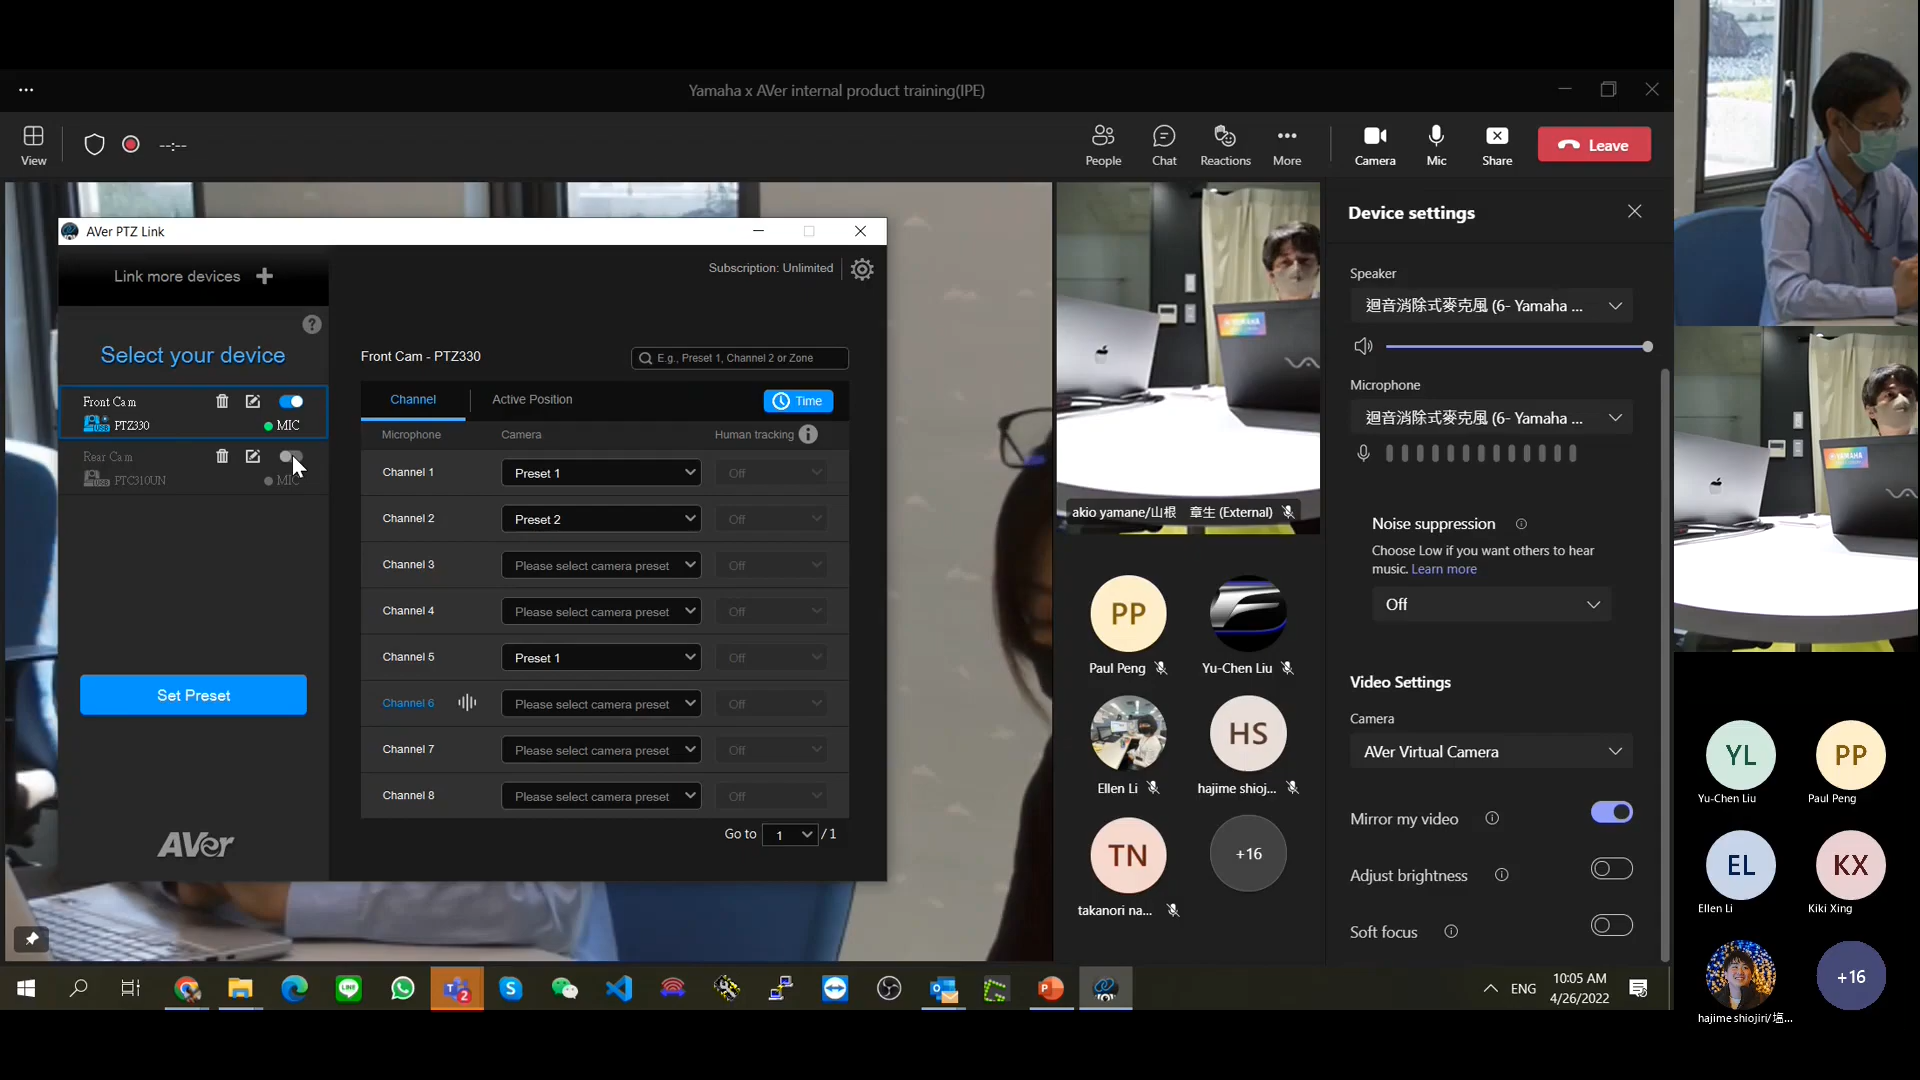 Yamaha x AVer internal product training(IPE)
View
--:--
People
Chat
Reactions
More
Camera
Mic
Share
Leave
AVer PTZ Link
Link more devices
Subscription: Unlimited
Select your device
Front Cam
PTZ330
MIC
Rear Cam
PTC310UN
MIC
Set Preset
AVer
Front Cam - PTZ330
E.g., Preset 1, Channel 2 or Zone
Channel
Active Position
Time
Microphone
Camera
Human tracking
Channel 1
Preset 1
Off
Channel 2
Preset 2
Off
Channel 3
Please select camera preset
Off
Channel 4
Please select camera preset
Off
Channel 5
Preset 1
Off
Channel 6
Please select camera preset
Off
Channel 7
Please select camera preset
Off
Channel 8
Please select camera preset
Off
Go to
1
/ 1
YAMAHA
akio yamane/山根 章生 (External)
PP
Paul Peng
Yu-Chen Liu
Ellen Li
HS
hajime shioj...
TN
takanori na...
+16
Device settings
Speaker
迴音消除式麥克風 (6- Yamaha ...
Microphone
迴音消除式麥克風 (6- Yamaha ...
Noise suppression
Choose Low if you want others to hear
music. Learn more
Off
Video Settings
Camera
AVer Virtual Camera
Mirror my video
Adjust brightness
Soft focus
YAMAHA
YL
Yu-Chen Liu
PP
Paul Peng
EL
Ellen Li
KX
Kiki Xing
hajime shiojiri/塩...
+16
ENG
10:05 AM
4/26/2022